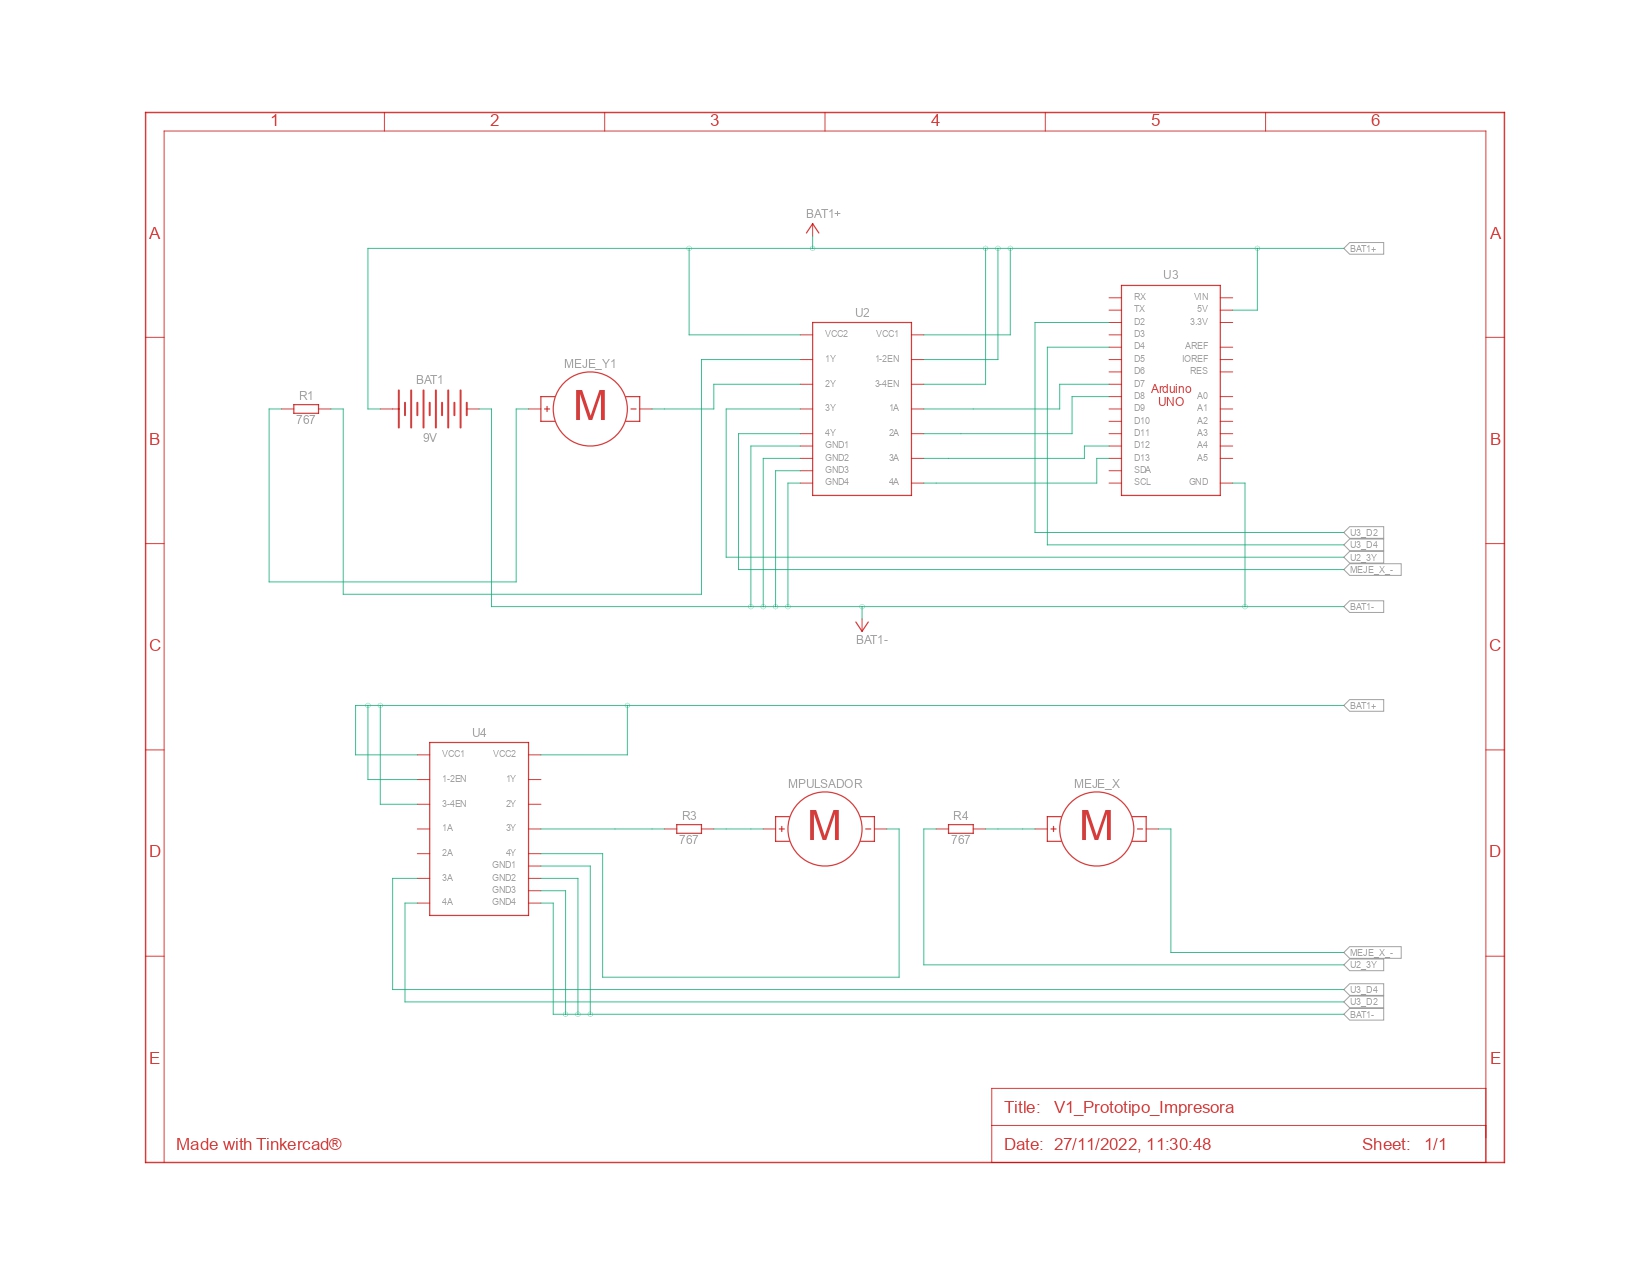 1 2 3 4 5 6
A A
BAT1+
BAT1+
U3
RX VIN
TX 5V
D2 3.3V
D3
D4 AREF
D5 IOREF
D6 RES
D7
D8 A0
D9 A1
D10 A2
D11 A3
D12 A4
D13 A5
SDA
SCL GND
Arduino
UNO
U2
VCC2 VCC1
1Y 1-2EN
2Y 3-4EN
3Y 1A
4Y 2A
GND1
GND2 3A
GND3
GND4 4A
MEJE_Y1
+ M -
BAT1
9V
R1
767
B B
U3_D2
U3_D4
U2_3Y
MEJE_X_-
BAT1-
BAT1-
C C
BAT1+
U4
VCC1 VCC2
1-2EN 1Y
3-4EN 2Y
1A 3Y
2A 4Y
GND1
3A GND2
GND3
4A GND4
R3
767
MPULSADOR
+ M -
R4
767
MEJE_X
+ M -
D D
MEJE_X_-
U2_3Y
U3_D4
U3_D2
BAT1-
E E
Title: V1_Prototipo_Impresora
Made with Tinkercad®
Date: 27/11/2022, 11:30:48 Sheet: 1/1